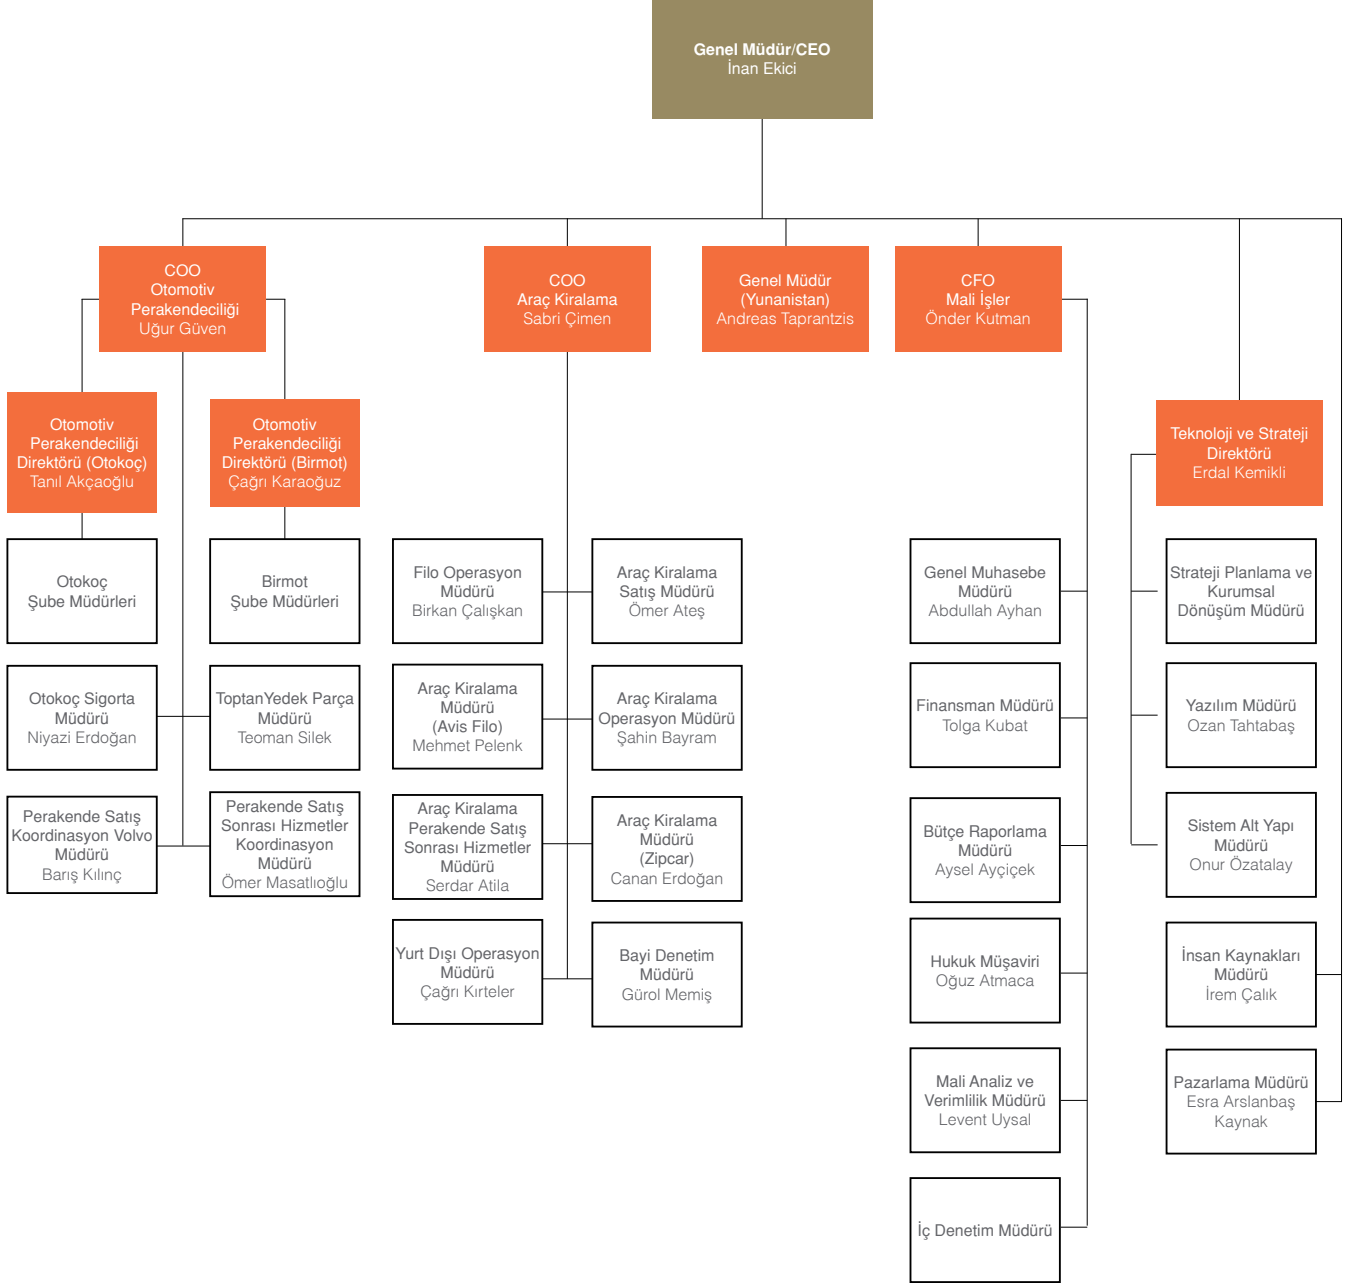 Genel Müdür/CEO
İnan Ekici
COO
Otomotiv
Perakendeciliği
Uğur Güven
COO
Araç Kiralama
Sabri Çimen
Genel Müdür
(Yunanistan)
Andreas Taprantzis
CFO
Mali İşler
Önder Kutman
Otomotiv
Perakendeciliği
Direktörü (Otokoç)
Tanıl Akçaoğlu
Otomotiv
Perakendeciliği
Direktörü (Birmot)
Çağrı Karaoğuz
Teknoloji ve Strateji
Direktörü
Erdal Kemikli
Otokoç
Şube Müdürleri
Birmot
Şube Müdürleri
Filo Operasyon
Müdürü
Birkan Çalışkan
Araç Kiralama
Satış Müdürü
Ömer Ateş
Genel Muhasebe
Müdürü
Abdullah Ayhan
Strateji Planlama ve
Kurumsal
Dönüşüm Müdürü
Otokoç Sigorta
Müdürü
Niyazi Erdoğan
ToptanYedek Parça
Müdürü
Teoman Silek
Araç Kiralama
Müdürü
(Avis Filo)
Mehmet Pelenk
Araç Kiralama
Operasyon Müdürü
Şahin Bayram
Finansman Müdürü
Tolga Kubat
Yazılım Müdürü
Ozan Tahtabaş
Perakende Satış
Koordinasyon Volvo
Müdürü
Barış Kılınç
Perakende Satış
Sonrası Hizmetler
Koordinasyon
Müdürü
Ömer Masatlıoğlu
Araç Kiralama
Perakende Satış
Sonrası Hizmetler
Müdürü
Serdar Atila
Araç Kiralama
Müdürü
(Zipcar)
Canan Erdoğan
Bütçe Raporlama
Müdürü
Aysel Ayçiçek
Sistem Alt Yapı
Müdürü
Onur Özatalay
Yurt Dışı Operasyon
Müdürü
Çağrı Kırteler
Bayi Denetim
Müdürü
Gürol Memiş
Hukuk Müşaviri
Oğuz Atmaca
İnsan Kaynakları
Müdürü
İrem Çalık
Mali Analiz ve
Verimlilik Müdürü
Levent Uysal
Pazarlama Müdürü
Esra Arslanbaş
Kaynak
İç Denetim Müdürü